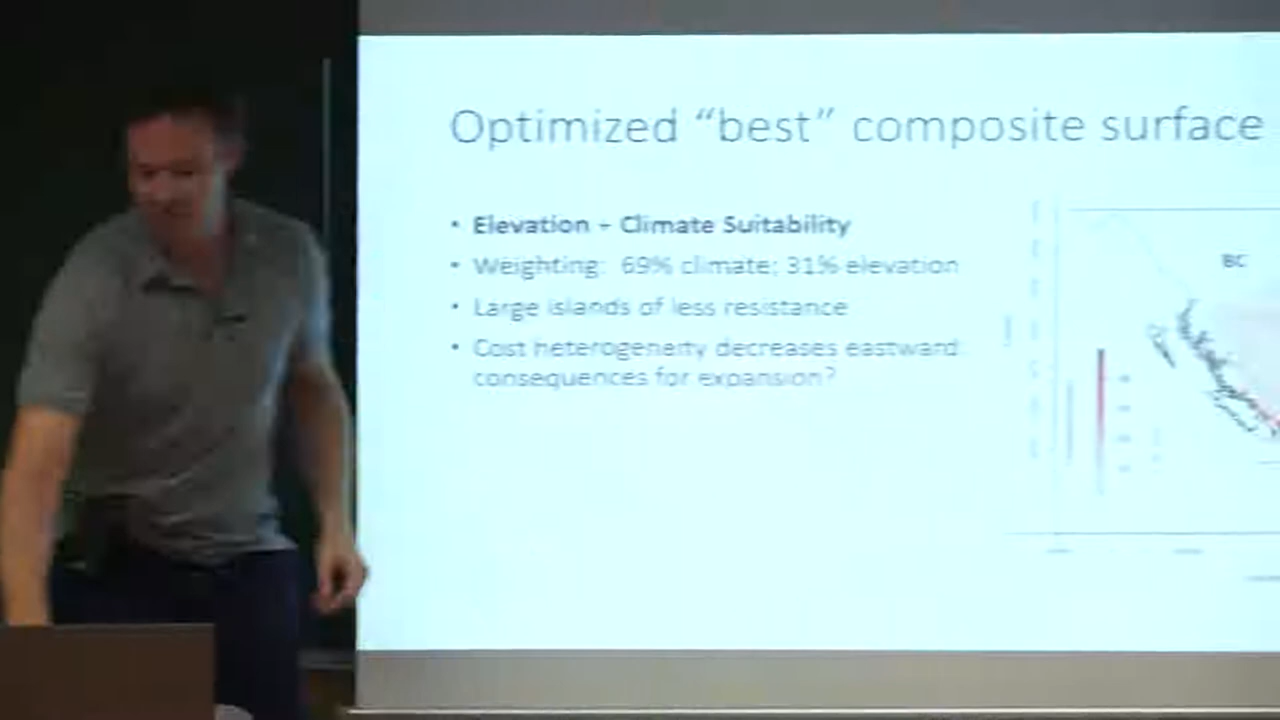 Optimized “best” composite surface
• Elevation + Climate Suitability
• Weighting: 69% climate; 31% elevation
• Large islands of less resistance
• Cost heterogeneity decreases eastward:
consequences for expansion?
BC